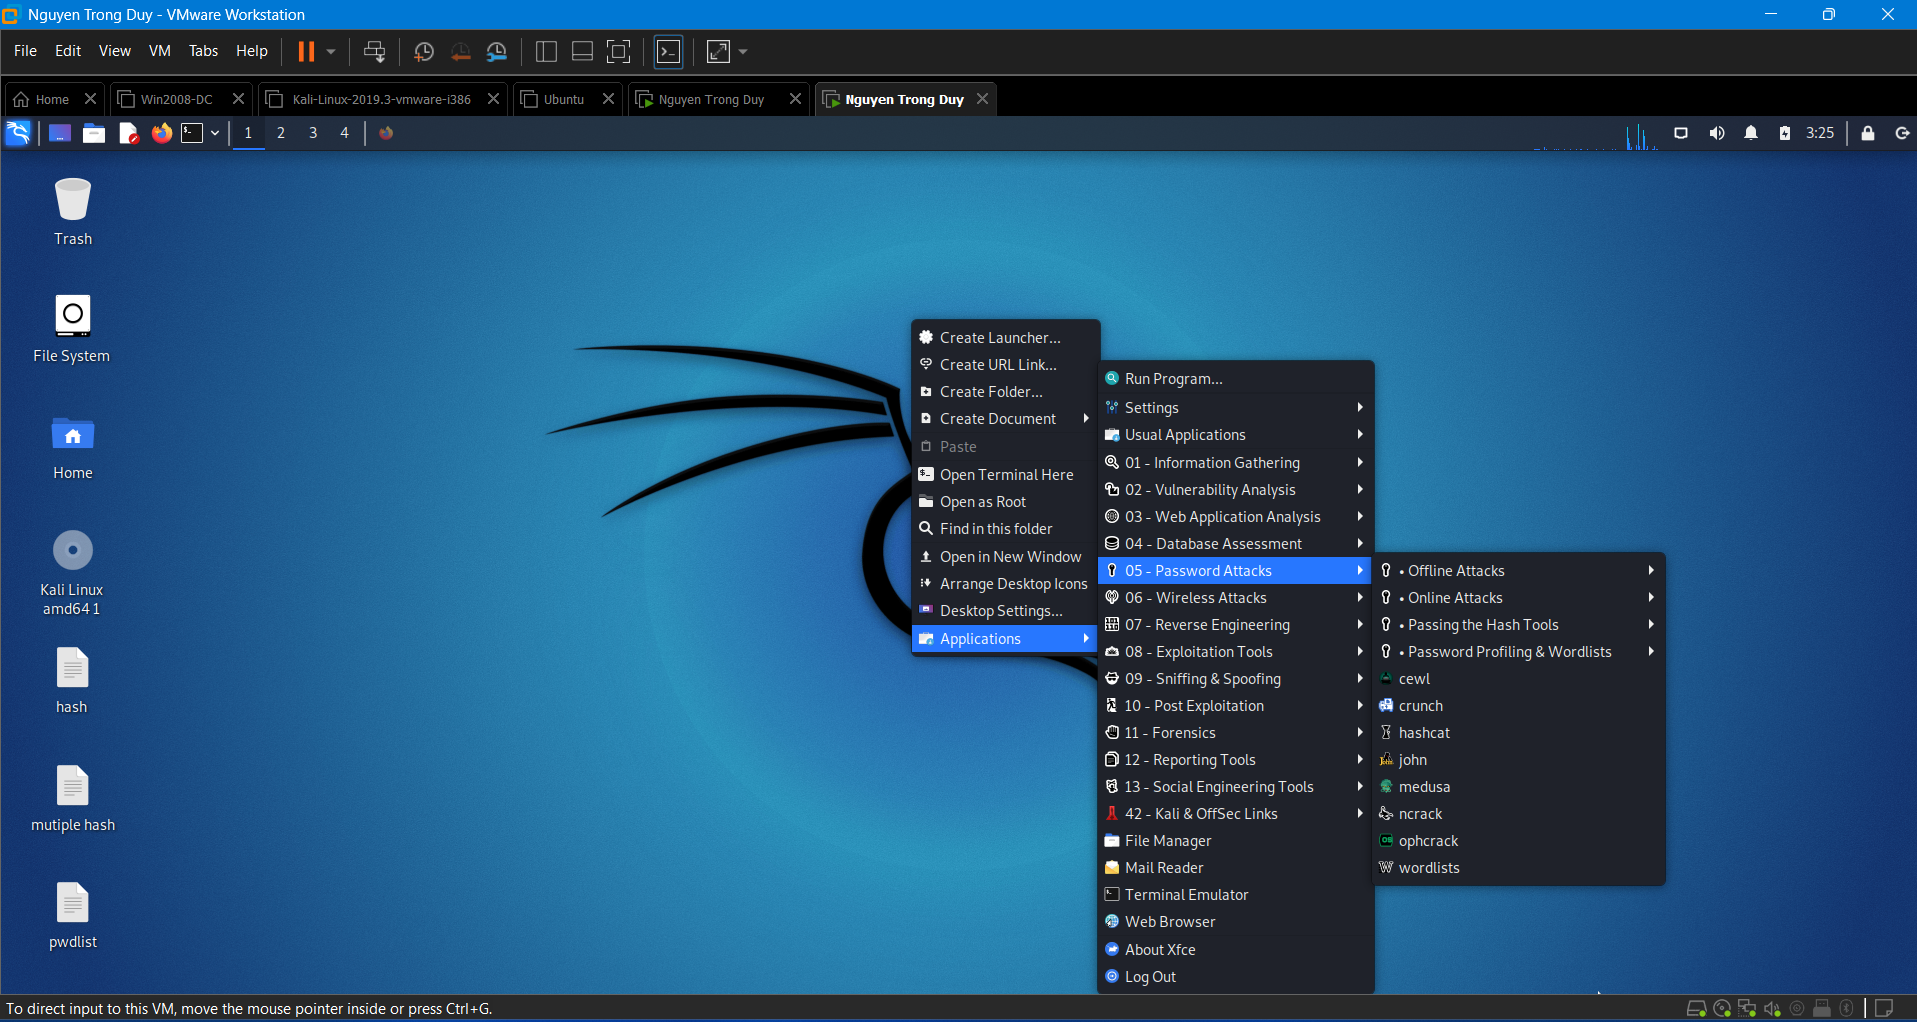 Nguyen Trong Duy - VMware Workstation
File Edit View VM Tabs Help
Home Win2008-DC Kali-Linux-2019.3-vmware-i386 Ubuntu Nguyen Trong Duy Nguyen Trong Duy
1 2 3 4 3:25
Trash
File System
Home
Kali Linux
amd64 1
hash
mutiple hash
pwdlist
Create Launcher...
Create URL Link...
Create Folder...
Create Document
Paste
Open Terminal Here
Open as Root
Find in this folder
Open in New Window
Arrange Desktop Icons
Desktop Settings...
Applications
Run Program...
Settings
Usual Applications
01 - Information Gathering
02 - Vulnerability Analysis
03 - Web Application Analysis
04 - Database Assessment
05 - Password Attacks
06 - Wireless Attacks
07 - Reverse Engineering
08 - Exploitation Tools
09 - Sniffing & Spoofing
10 - Post Exploitation
11 - Forensics
12 - Reporting Tools
13 - Social Engineering Tools
42 - Kali & OffSec Links
File Manager
Mail Reader
Terminal Emulator
Web Browser
About Xfce
Log Out
• Offline Attacks
• Online Attacks
• Passing the Hash Tools
• Password Profiling & Wordlists
cewl
crunch
hashcat
john
medusa
ncrack
ophcrack
wordlists
To direct input to this VM, move the mouse pointer inside or press Ctrl+G.